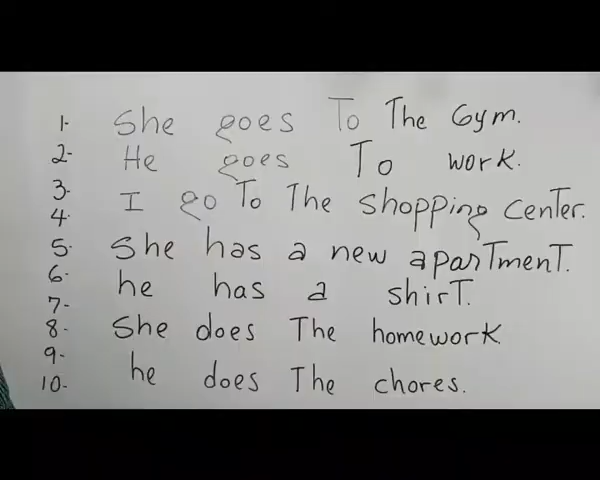 1- She goes To The Gym.
2- He goes To work.
3-
I go To The shopping center.
4-
5- She has a new aparTmenT.
6-
he has a shirT.
7-
8- She does The homework
9-
10- he does The chores.